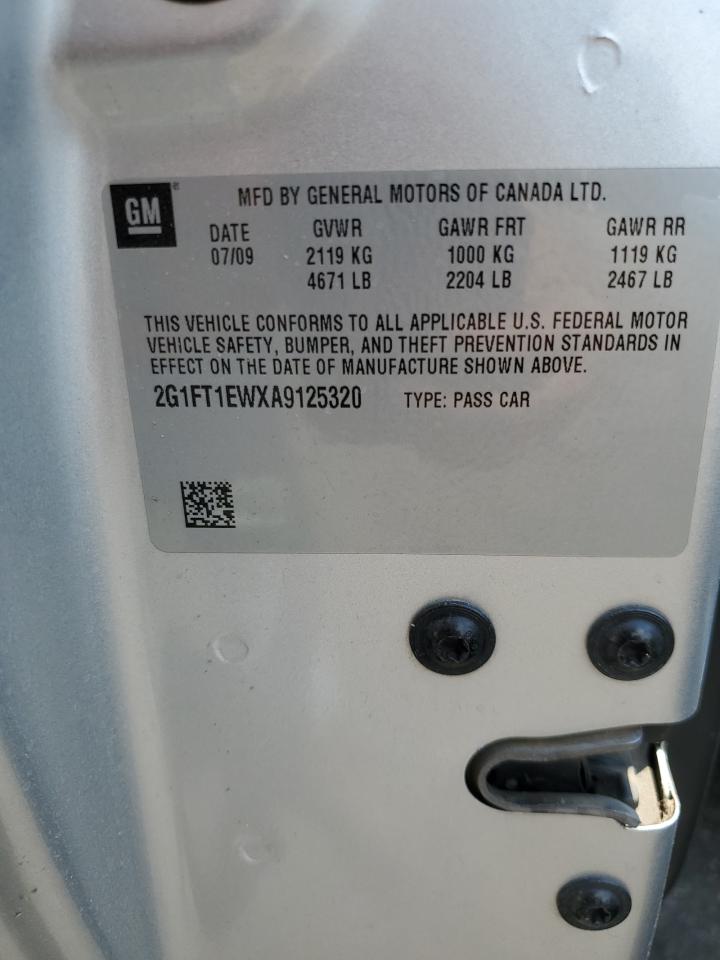 GM® MFD BY GENERAL MOTORS OF CANADA LTD.
DATE GVWR GAWR FRT GAWR RR
07/09 2119 KG 1000 KG 1119 KG
4671 LB 2204 LB 2467 LB
THIS VEHICLE CONFORMS TO ALL APPLICABLE U.S. FEDERAL MOTOR
VEHICLE SAFETY, BUMPER, AND THEFT PREVENTION STANDARDS IN
EFFECT ON THE DATE OF MANUFACTURE SHOWN ABOVE.
2G1FT1EWXA9125320 TYPE: PASS CAR